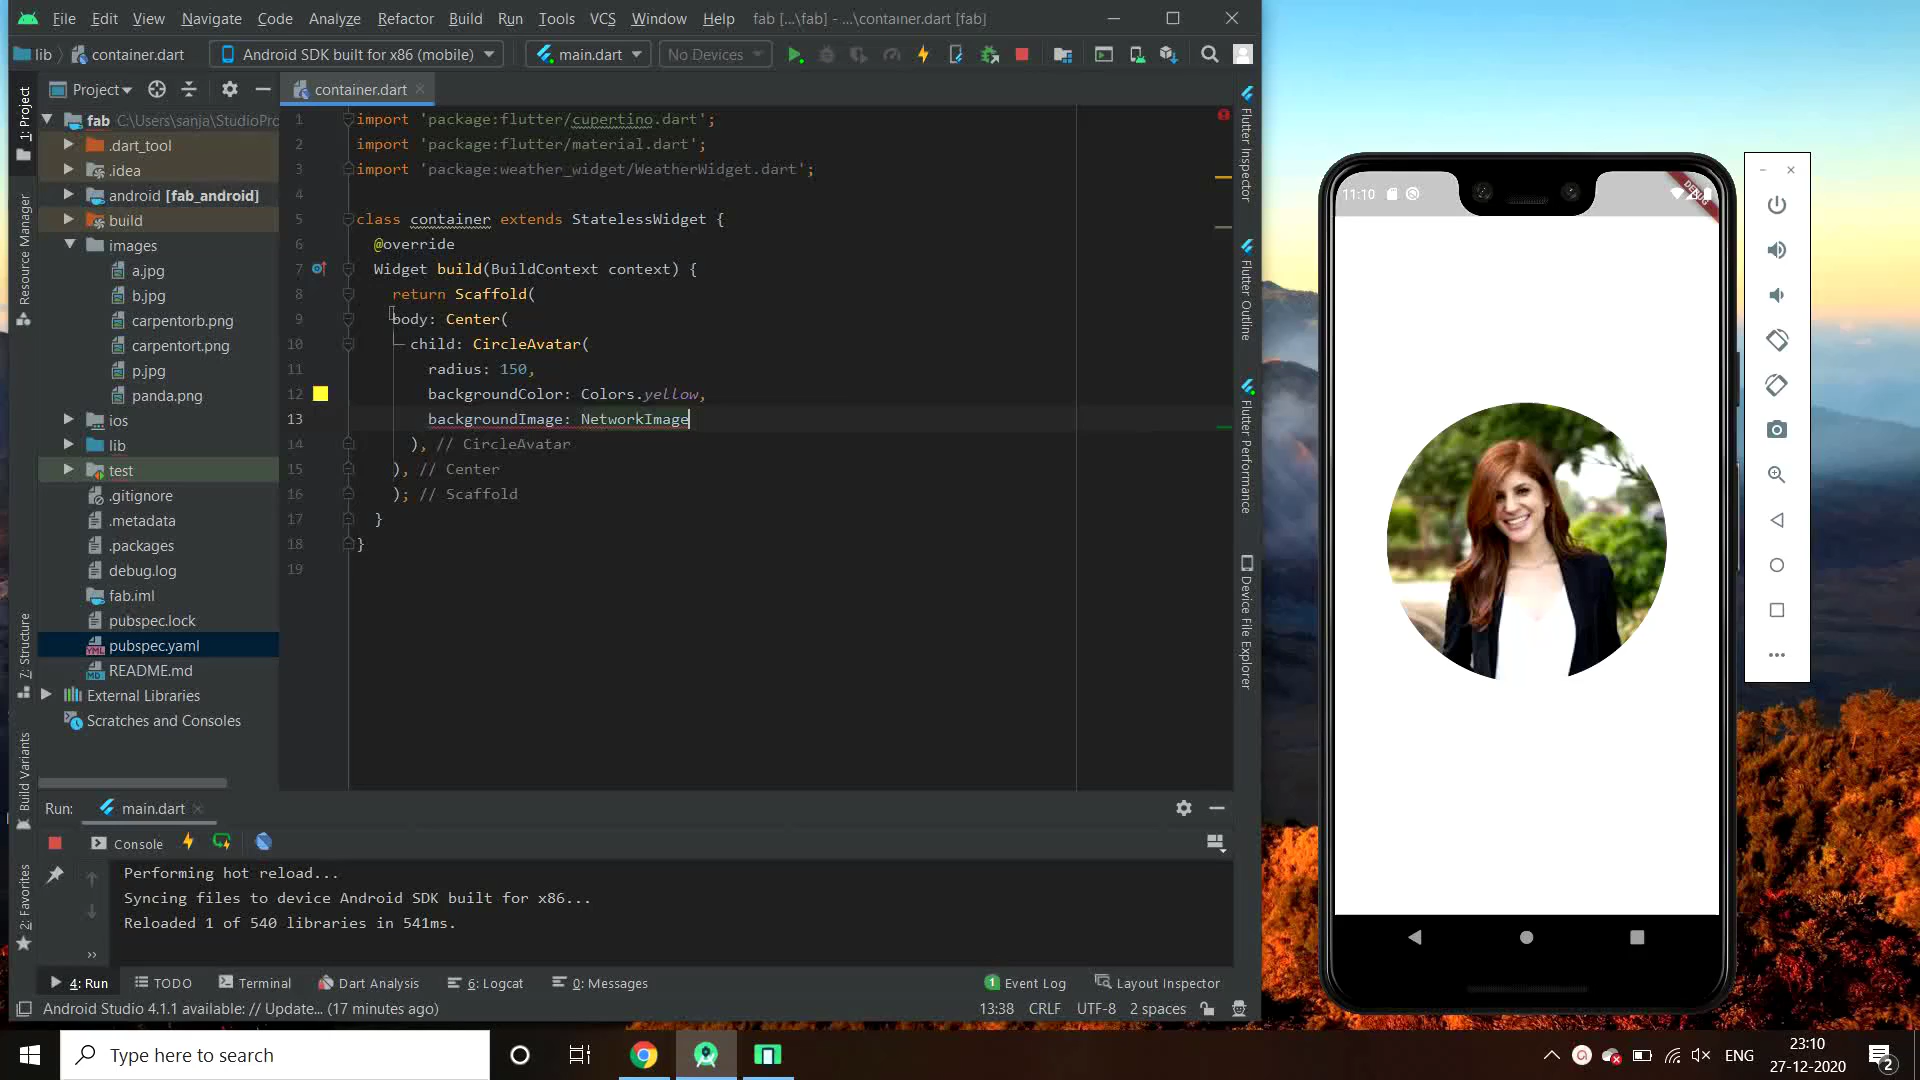 File Edit View Navigate Code Analyze Refactor Build Run Tools VCS Window Help fab [...\fab] - ...\container.dart [fab]
lib container.dart Android SDK built for x86 (mobile) main.dart No Devices
Project container.dart
fab C:\Users\sanja\StudioPro
.dart_tool
.idea
android [fab_android]
build
images
a.jpg
b.jpg
carpentorb.png
carpentort.png
p.jpg
panda.png
ios
lib
test
.gitignore
.metadata
.packages
debug.log
fab.iml
pubspec.lock
pubspec.yaml
README.md
External Libraries
Scratches and Consoles
1: Project
Resource Manager
7: Structure
Build Variants
2: Favorites
1 import 'package:flutter/cupertino.dart';
2 import 'package:flutter/material.dart';
3 import 'package:weather_widget/WeatherWidget.dart';
4
5 class container extends StatelessWidget {
6 @override
7 Widget build(BuildContext context) {
8 return Scaffold(
9 body: Center(
10 child: CircleAvatar(
11 radius: 150,
12 backgroundColor: Colors.yellow,
13 backgroundImage: NetworkImage
14 ), // CircleAvatar
15 ), // Center
16 ); // Scaffold
17 }
18 }
19
Flutter Inspector
Flutter Outline
Flutter Performance
Device File Explorer
11:10
DEBUG
Run: main.dart
Console
Performing hot reload...
Syncing files to device Android SDK built for x86...
Reloaded 1 of 540 libraries in 541ms.
4: Run TODO Terminal Dart Analysis 6: Logcat 0: Messages 1 Event Log Layout Inspector
Android Studio 4.1.1 available: // Update... (17 minutes ago) 13:38 CRLF UTF-8 2 spaces
Type here to search
ENG
23:10
27-12-2020
2